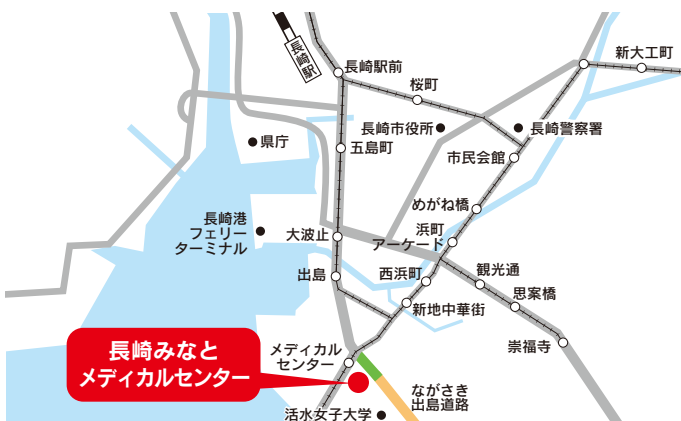 長崎駅
長崎駅前
新大工町
桜町
長崎市役所
長崎警察署
県庁
五島町
市民会館
めがね橋
長崎港
フェリー
ターミナル
大波止
浜町
アーケード
出島
西浜町
観光通
新地中華街
思案橋
崇福寺
長崎みなと
メディカルセンター
メディカル
センター
ながさき
出島道路
活水女子大学